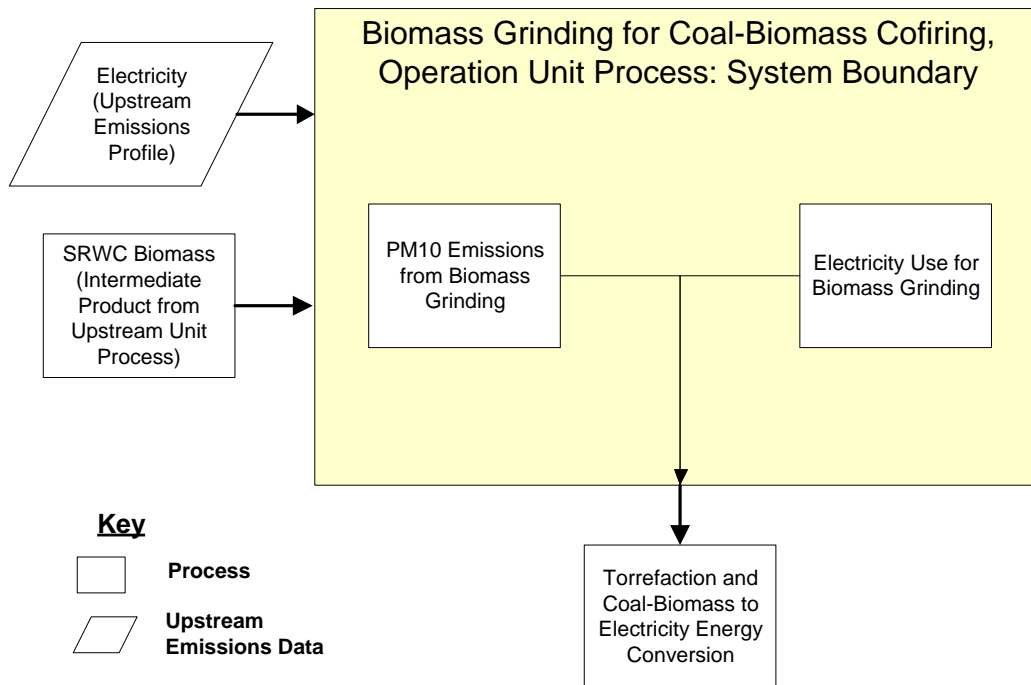 Biomass Grinding for Coal-Biomass Cofiring,
Operation Unit Process: System Boundary
Electricity
(Upstream
Emissions
Profile)
SRWC Biomass
(Intermediate
Product from
Upstream Unit
Process)
PM10 Emissions
from Biomass
Grinding
Electricity Use for
Biomass Grinding
Torrefaction and
Coal-Biomass to
Electricity Energy
Conversion
Key
Process
Upstream
Emissions Data